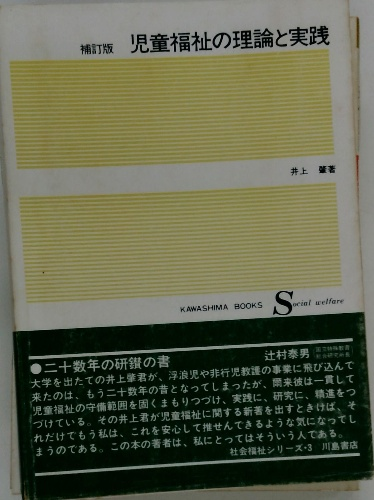 補訂版 児童福祉の理論と実践
井上 肇著
KAWASHIMA BOOKS Social welfare
●二十数年の研鑽の書 辻村泰男
大学を出たての井上肇君が、浮浪児や非行児教護の事業に飛び込んで
来たのは、もう二十数年の昔となってしまったが、爾来彼は一貫して
児童福祉の守備範囲を固くまもりつづけ、実践に、研究に、精進をつ
づけている。その井上君が児童福祉に関する新著を出すときけば、そ
れだけでもう私は、これを安心して推せんできるような気になってし
まうのである。この本の著者は、私にとってはそういう人である。
社会福祉シリーズ・3 川島書店